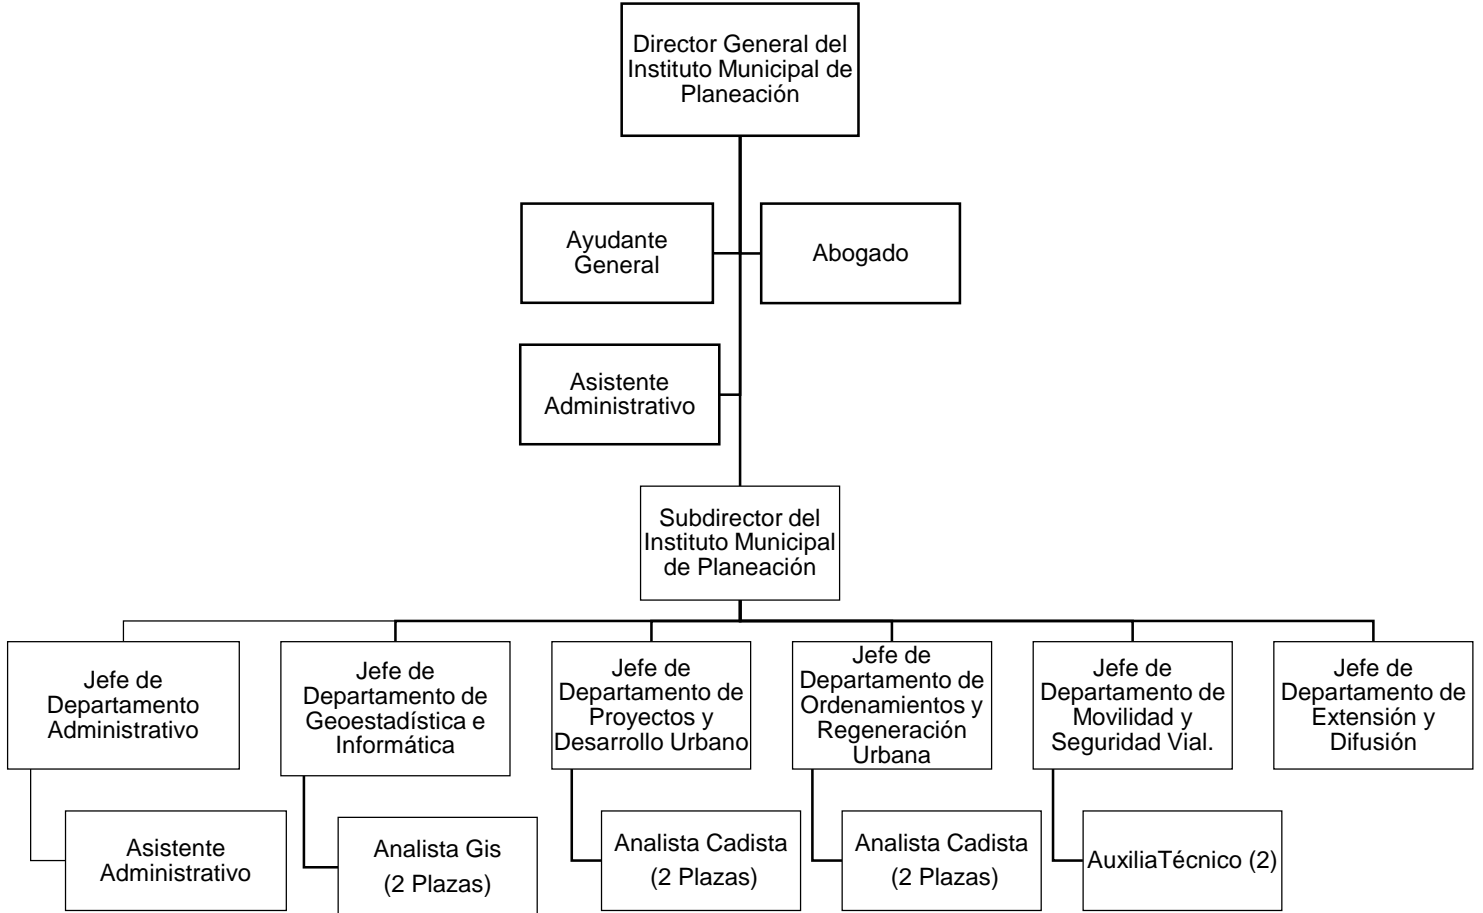 Director General del
Instituto Municipal de
Planeación
Ayudante
General
Abogado
Asistente
Administrativo
Subdirector del
Instituto Municipal
de Planeación
Jefe de
Departamento
Administrativo
Jefe de
Departamento de
Geoestadística e
Informática
Jefe de
Departamento de
Proyectos y
Desarrollo Urbano
Jefe de
Departamento de
Ordenamientos y
Regeneración
Urbana
Jefe de
Departamento de
Movilidad y
Seguridad Vial.
Jefe de
Departamento de
Extensión y
Difusión
Asistente
Administrativo
Analista Gis
(2 Plazas)
Analista Cadista
(2 Plazas)
Analista Cadista
(2 Plazas)
AuxiliaTécnico (2)